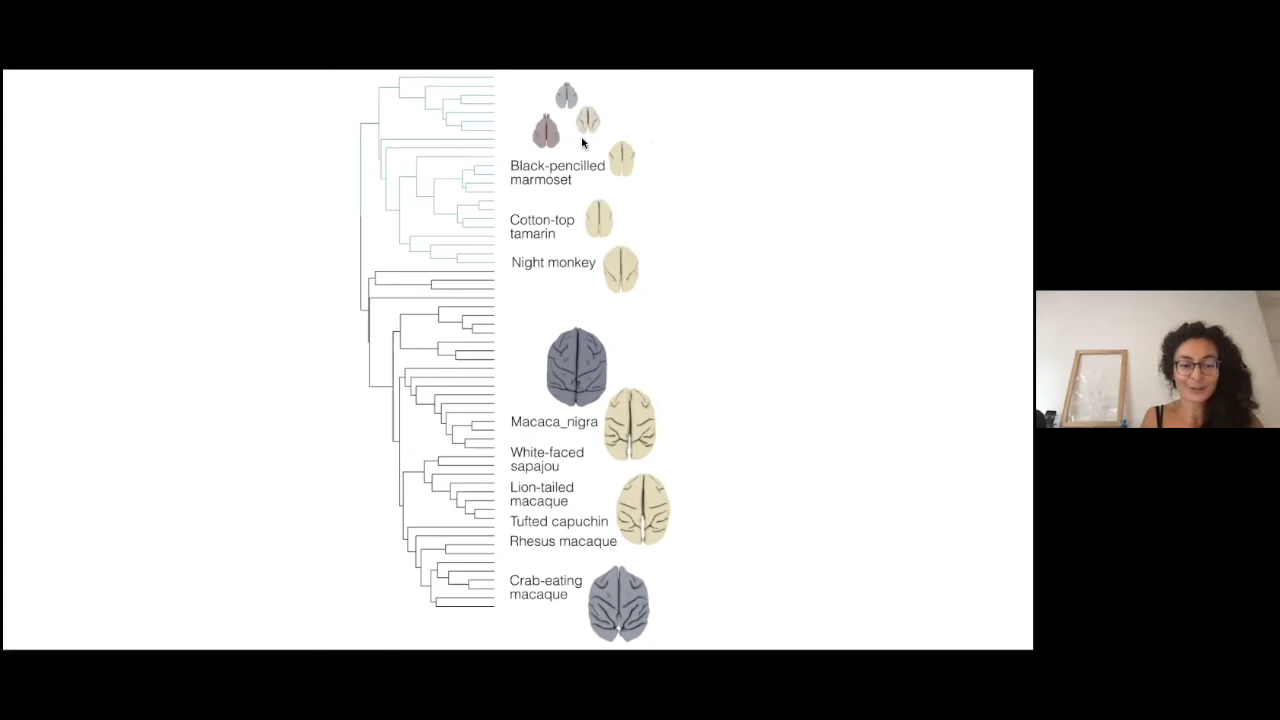 Black-pencilled
marmoset
Cotton-top
tamarin
Night monkey
Macaca_nigra
White-faced
sapajou
Lion-tailed
macaque
Tufted capuchin
Rhesus macaque
Crab-eating
macaque